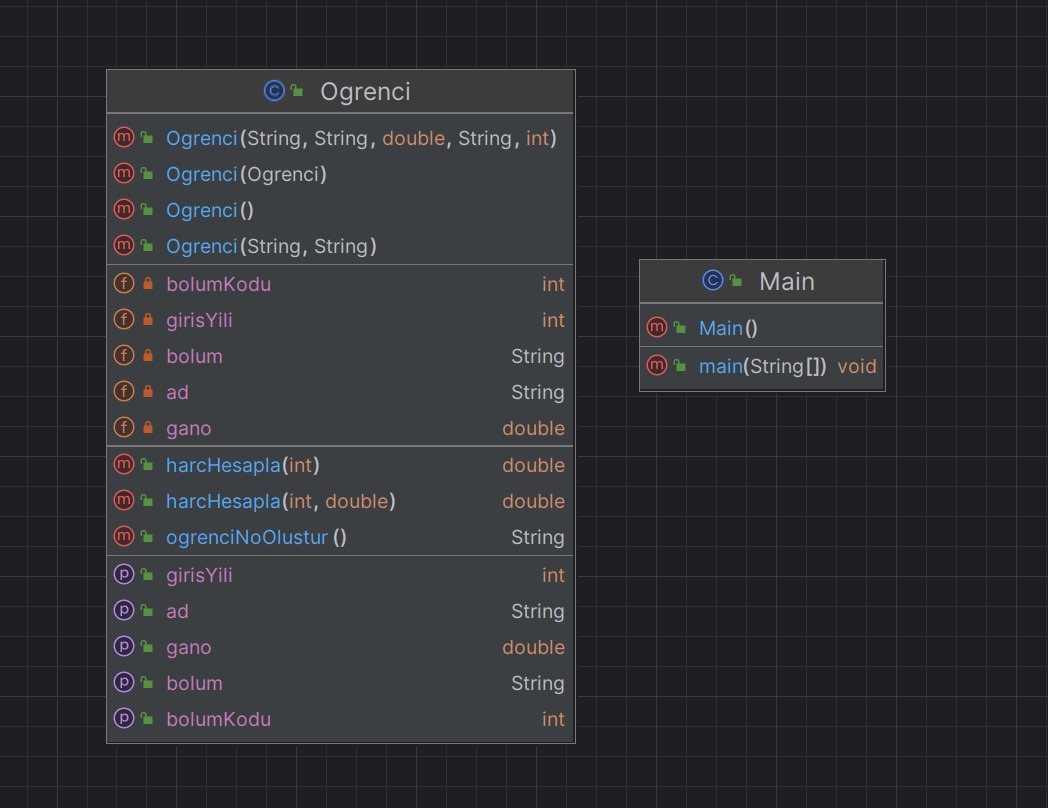 Ogrenci
Ogrenci(String, String, double, String, int)
Ogrenci(Ogrenci)
Ogrenci()
Ogrenci(String, String)
bolumKodu int
girisYili int
bolum String
ad String
gano double
harcHesapla(int) double
harcHesapla(int, double) double
ogrenciNoOlustur () String
girisYili int
ad String
gano double
bolum String
bolumKodu int
Main
Main()
main(String[]) void